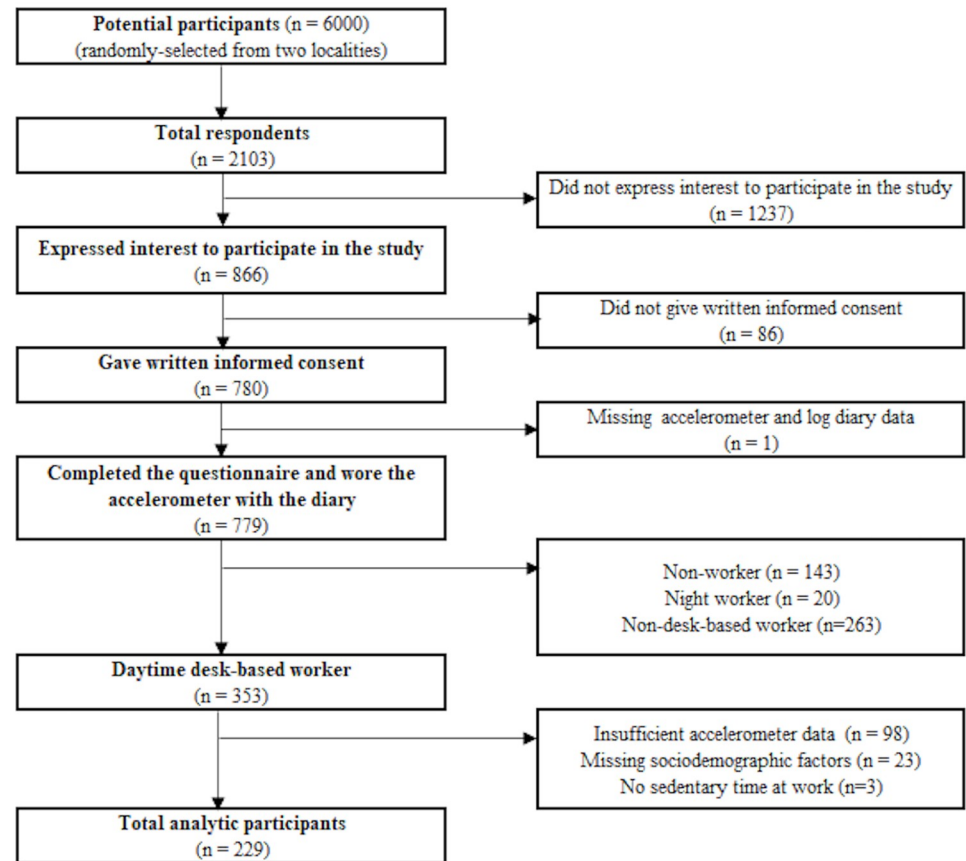 Potential participants (n = 6000)
(randomly-selected from two localities)
Total respondents
(n = 2103)
Did not express interest to participate in the study
(n = 1237)
Expressed interest to participate in the study
(n = 866)
Did not give written informed consent
(n = 86)
Gave written informed consent
(n = 780)
Missing accelerometer and log diary data
(n = 1)
Completed the questionnaire and wore the
accelerometer with the diary
(n = 779)
Non-worker (n = 143)
Night worker (n = 20)
Non-desk-based worker (n=263)
Daytime desk-based worker
(n = 353)
Insufficient accelerometer data (n = 98)
Missing sociodemographic factors (n = 23)
No sedentary time at work (n=3)
Total analytic participants
(n = 229)